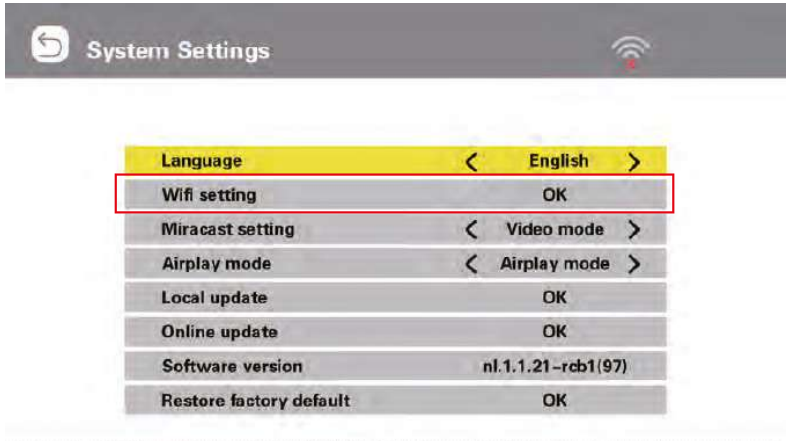 System Settings
Language < English >
Wifi setting OK
Miracast setting < Video mode >
Airplay mode < Airplay mode >
Local update OK
Online update OK
Software version nl.1.1.21-rcb1(97)
Restore factory default OK